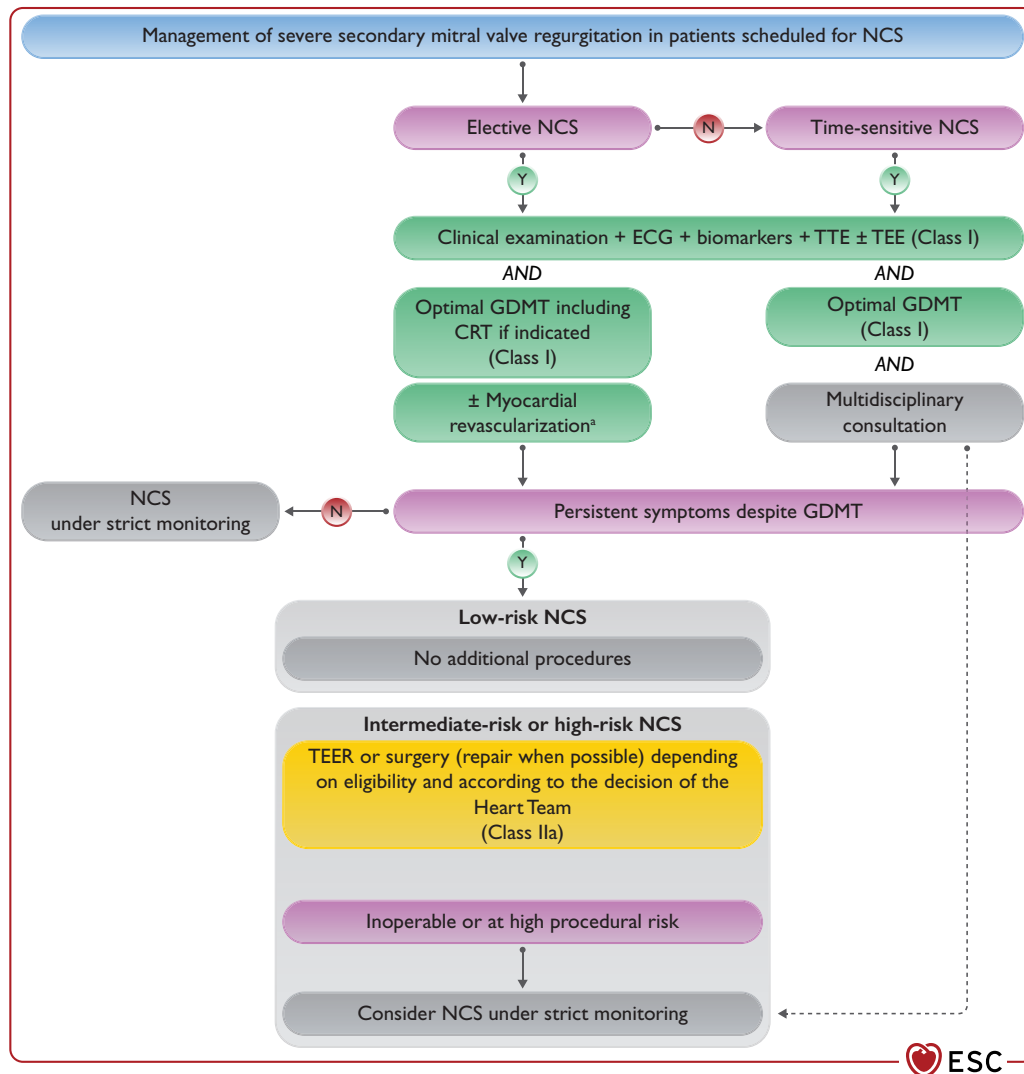 Management of severe secondary mitral valve regurgitation in patients scheduled for NCS
Elective NCS
N
Time-sensitive NCS
Y
Y
Clinical examination + ECG + biomarkers + TTE ± TEE (Class I)
AND
AND
Optimal GDMT including
CRT if indicated
(Class I)
Optimal GDMT
(Class I)
AND
± Myocardial
revascularizationᵃ
Multidisciplinary
consultation
NCS
under strict monitoring
N
Persistent symptoms despite GDMT
Y
Low-risk NCS
No additional procedures
Intermediate-risk or high-risk NCS
TEER or surgery (repair when possible) depending
on eligibility and according to the decision of the
Heart Team
(Class IIa)
Inoperable or at high procedural risk
Consider NCS under strict monitoring
ESC